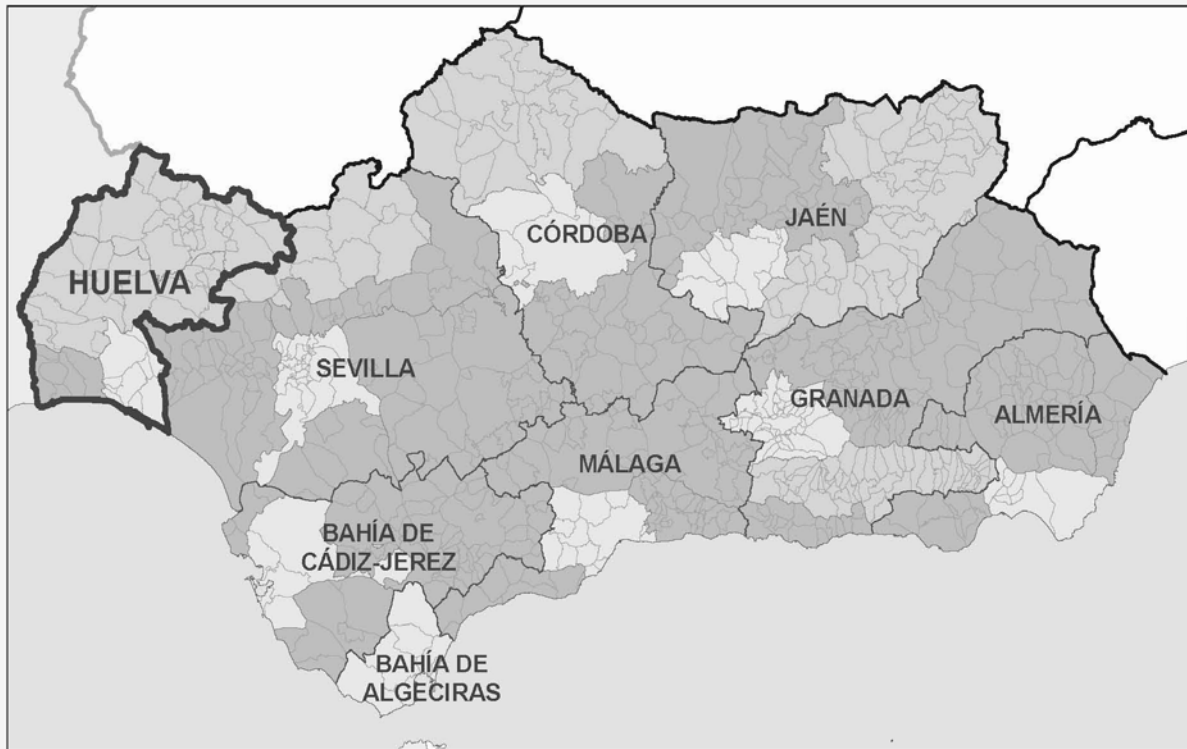 CÓRDOBA
JAÉN
HUELVA
SEVILLA
GRANADA
ALMERÍA
MÁLAGA
BAHÍA DE
CÁDIZ-JEREZ
BAHÍA DE
ALGECIRAS